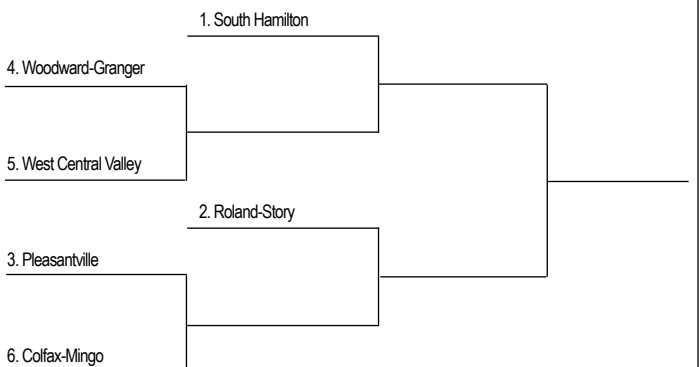 1. South Hamilton
4. Woodward-Granger
5. West Central Valley
2. Roland-Story
3. Pleasantville
6. Colfax-Mingo